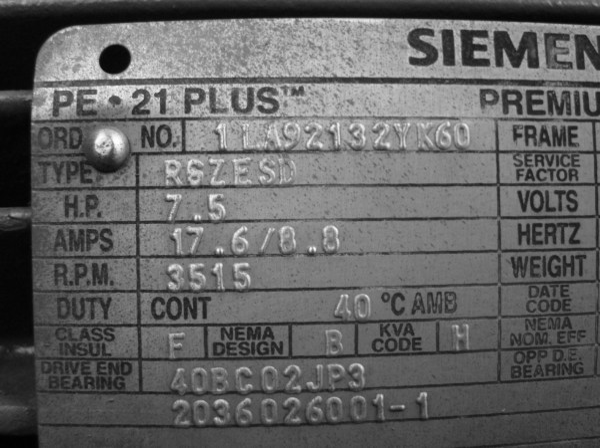 SIEMEN
PE • 21 PLUS™ PREMIU
ORD NO. 1LA92132YK60 FRAME
TYPE RGZESD SERVICE FACTOR
H.P. 7.5 VOLTS
AMPS 17.6/8.8 HERTZ
R.P.M. 3515 WEIGHT
DUTY CONT 40 °C AMB DATE CODE
CLASS INSUL F NEMA DESIGN B KVA CODE H NEMA NOM. EFF
DRIVE END BEARING 40BC02JP3 OPP D.E. BEARING
2036026001-1